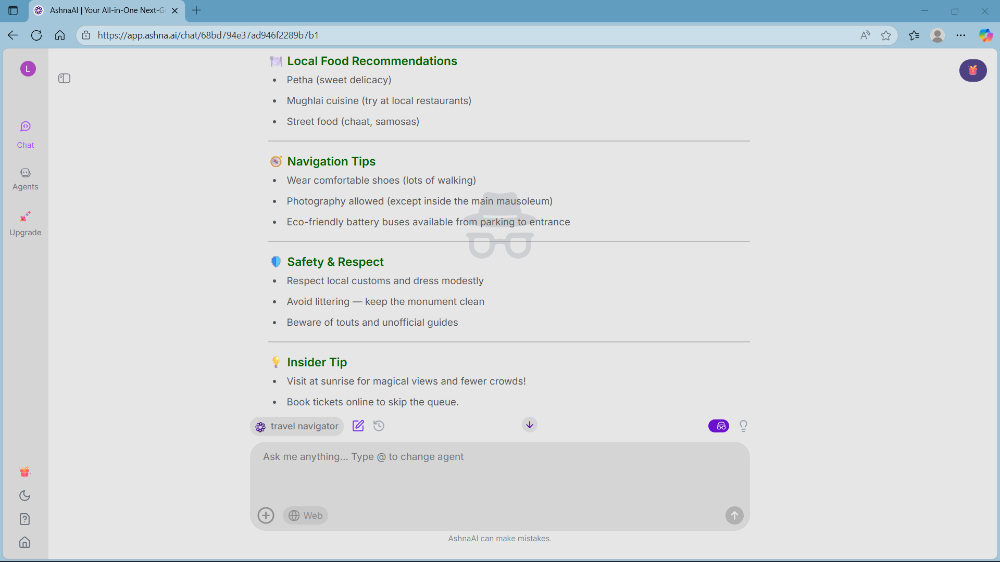 AshnaAI | Your All-in-One Next-G
https://app.ashna.ai/chat/68bd794e37ad946f2289b7b1
L
Chat
Agents
Upgrade
Local Food Recommendations
• Petha (sweet delicacy)
• Mughlai cuisine (try at local restaurants)
• Street food (chaat, samosas)
Navigation Tips
• Wear comfortable shoes (lots of walking)
• Photography allowed (except inside the main mausoleum)
• Eco-friendly battery buses available from parking to entrance
Safety & Respect
• Respect local customs and dress modestly
• Avoid littering — keep the monument clean
• Beware of touts and unofficial guides
Insider Tip
• Visit at sunrise for magical views and fewer crowds!
• Book tickets online to skip the queue.
travel navigator
Ask me anything... Type @ to change agent
Web
AshnaAI can make mistakes.